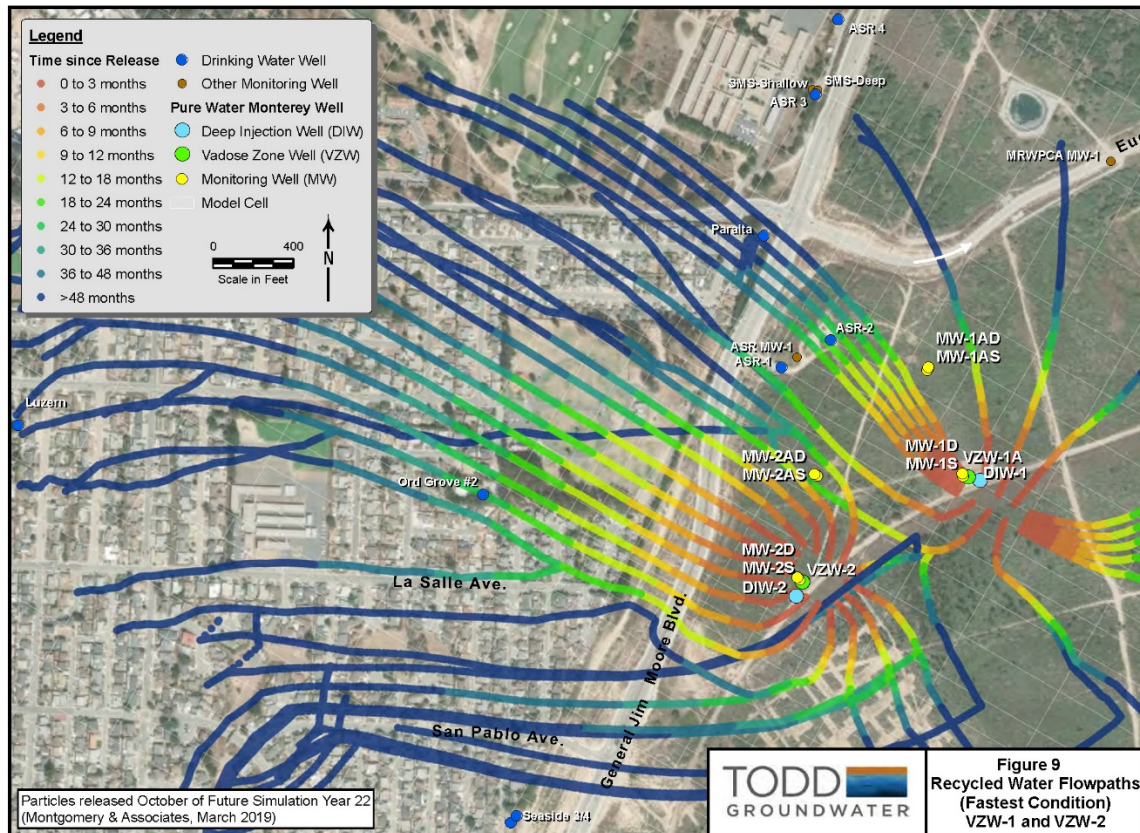 Legend
Time since Release
0 to 3 months
3 to 6 months
6 to 9 months
9 to 12 months
12 to 18 months
18 to 24 months
24 to 30 months
30 to 36 months
36 to 48 months
>48 months
Drinking Water Well
Other Monitoring Well
Pure Water Monterey Well
Deep Injection Well (DIW)
Vadose Zone Well (VZW)
Monitoring Well (MW)
Model Cell
0 400
Scale in Feet
N
ASR 4
SMS-Shallow
SMS-Deep
ASR 3
MRWPCA MW-1
Paralta
ASR-2
ASR MW-1
ASR-1
MW-1AD
MW-1AS
Luzern
MW-1D
MW-1S
VZW-1A
DIW-1
MW-2AD
MW-2AS
Ord Grove #2
MW-2D
MW-2S
VZW-2
DIW-2
La Salle Ave.
General Jim Moore Blvd.
San Pablo Ave.
Seaside 3/4
Particles released October of Future Simulation Year 22
(Montgomery & Associates, March 2019)
TODD
GROUNDWATER
Figure 9
Recycled Water Flowpaths
(Fastest Condition)
VZW-1 and VZW-2